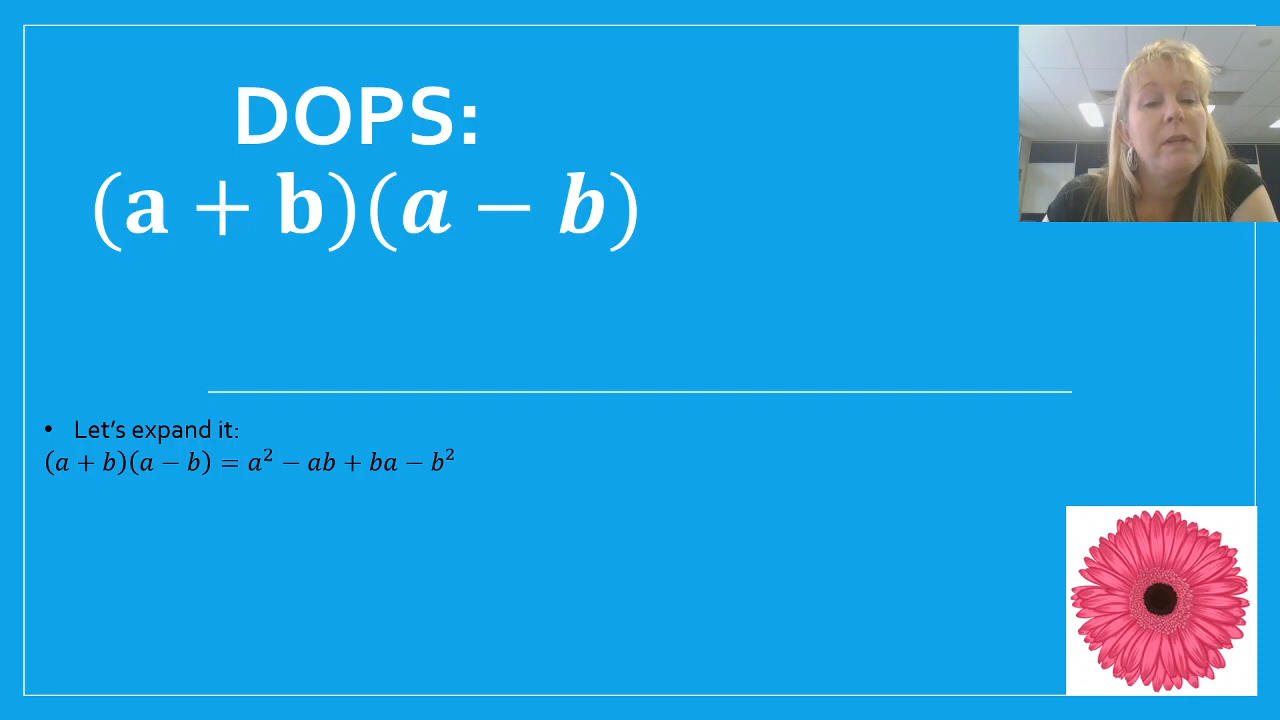 DOPS:
(a + b)(a − b)
• Let's expand it:
(a + b)(a − b) = a² − ab + ba − b²